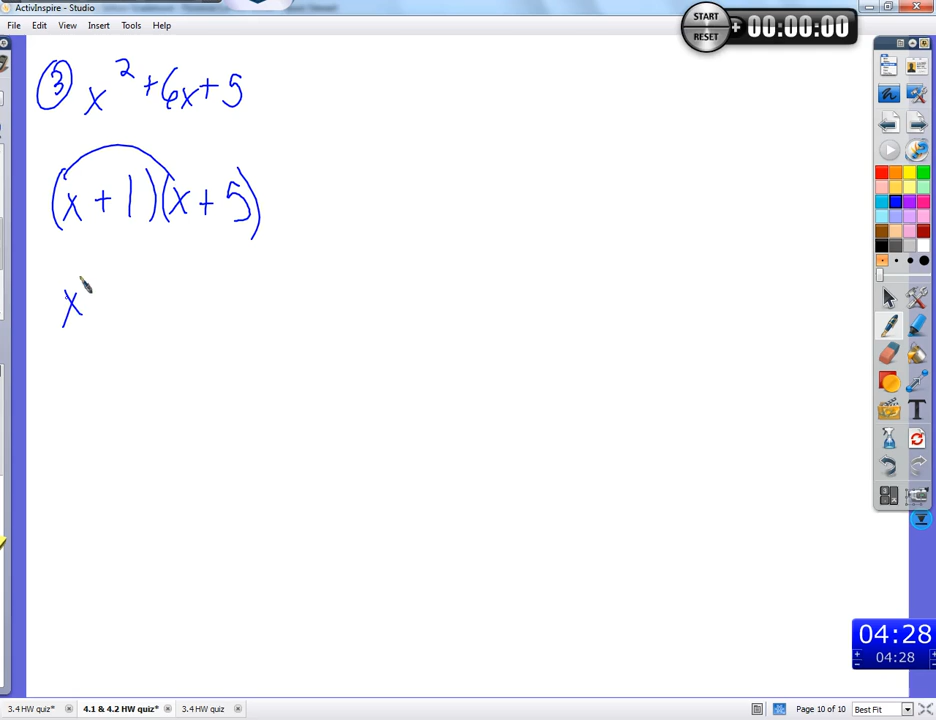 ActivInspire - Studio
File Edit View Insert Tools Help
START
RESET
+ 00:00:00
③ x² + 6x + 5
(x + 1)(x + 5)
x
04:28
04:28
3.4 HW quiz* 4.1 & 4.2 HW quiz* 3.4 HW quiz
Page 10 of 10 Best Fit